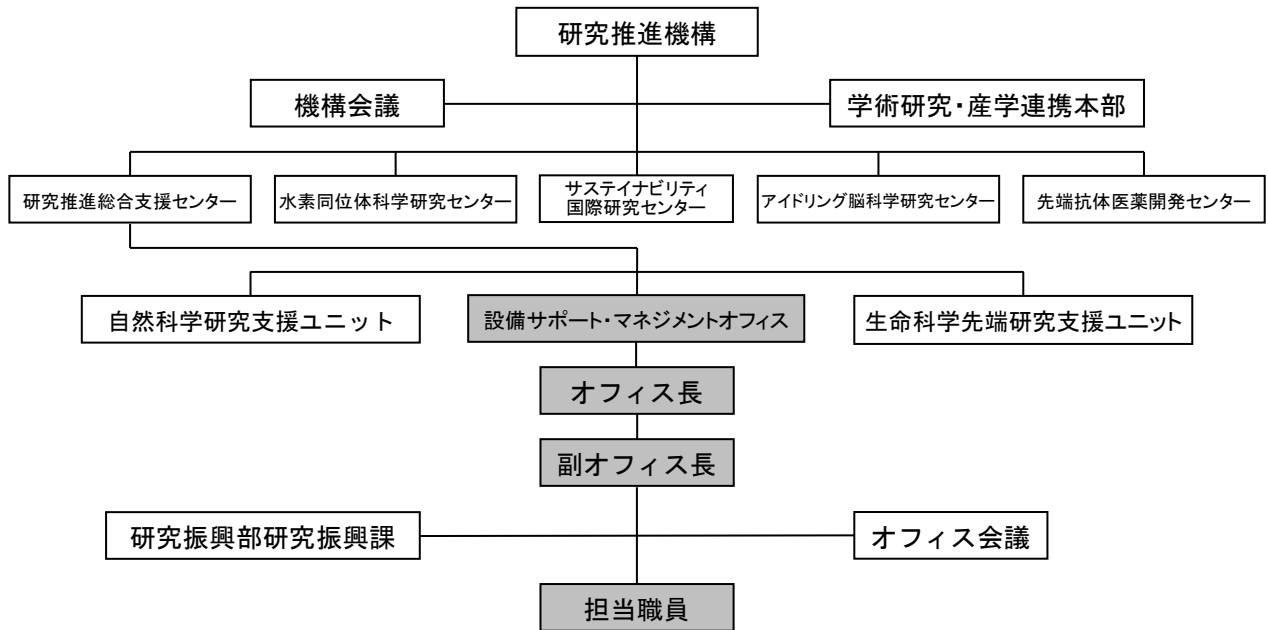 研究推進機構
機構会議
学術研究・産学連携本部
研究推進総合支援センター
水素同位体科学研究センター
サステイナビリティ
国際研究センター
アイドリング脳科学研究センター
先端抗体医薬開発センター
自然科学研究支援ユニット
設備サポート・マネジメントオフィス
生命科学先端研究支援ユニット
オフィス長
副オフィス長
研究振興部研究振興課
オフィス会議
担当職員